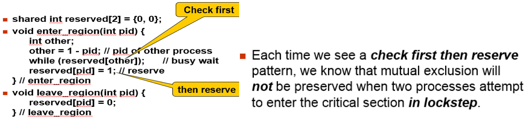 Check first
shared int reserved[2] = {0, 0};
void enter_region(int pid) {
int other;
other = 1 - pid; // pid of other process
while (reserved[other]); // busy wait
reserved[pid] = 1; // reserve
} // enter_region
then reserve
void leave_region(int pid) {
reserved[pid] = 0;
} // leave_region
Each time we see a check first then reserve
pattern, we know that mutual exclusion will
not be preserved when two processes attempt
to enter the critical section in lockstep.